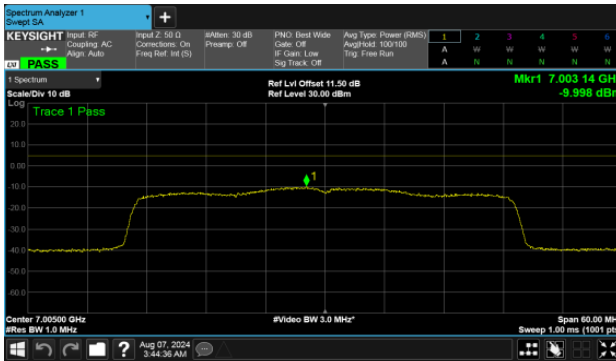 Spectrum Analyzer 1
Swept SA
+
KEYSIGHT
Input: RF
Coupling: AC
Align: Auto
Input Z: 50 Ω
Corrections: On
Freq Ref: Int (S)
#Atten: 30 dB
Preamp: Off
PNO: Best Wide
Gate: Off
IF Gain: Low
Sig Track: Off
Avg Type: Power (RMS)
Avg|Hold: 100/100
Trig: Free Run
1 2 3 4 5 6
A W W W W W
A N N N N N
LXI PASS
1 Spectrum
Scale/Div 10 dB
Ref Lvl Offset 11.50 dB
Ref Level 30.00 dBm
Mkr1 7.003 14 GH
-9.998 dBr
Log
Trace 1 Pass
20.0
10.0
0.00
-10.0
1
-20.0
-30.0
-40.0
-50.0
-60.0
Center 7.00500 GHz
#Video BW 3.0 MHz*
Span 60.00 MH
#Res BW 1.0 MHz
Sweep 1.00 ms (1001 pts
?
Aug 07, 2024
3:44:36 AM